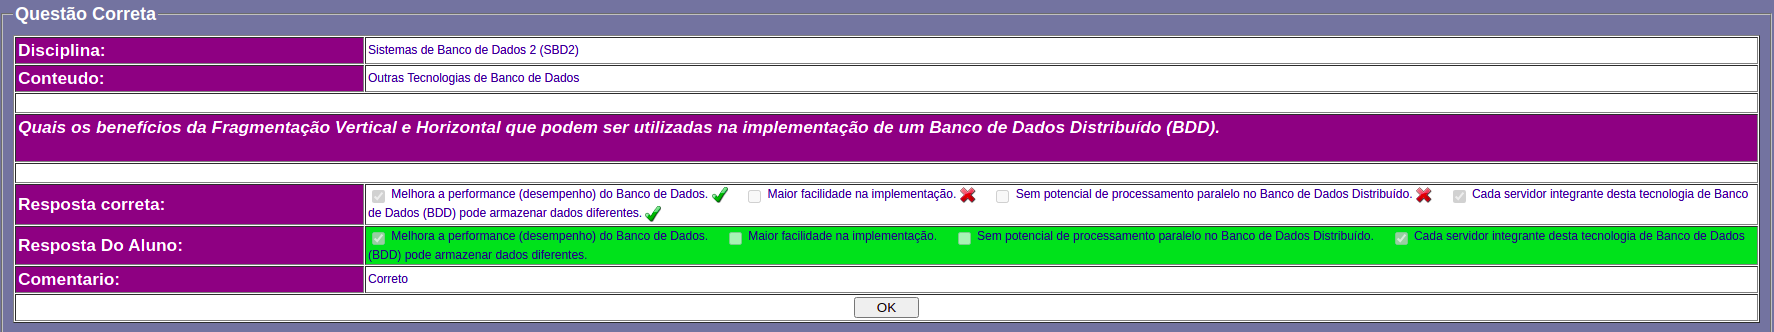 Questão Correta
Disciplina: Sistemas de Banco de Dados 2 (SBD2)
Conteudo: Outras Tecnologias de Banco de Dados
Quais os benefícios da Fragmentação Vertical e Horizontal que podem ser utilizadas na implementação de um Banco de Dados Distribuído (BDD).
Resposta correta: Melhora a performance (desempenho) do Banco de Dados. Maior facilidade na implementação. Sem potencial de processamento paralelo no Banco de Dados Distribuído. Cada servidor integrante desta tecnologia de Banco
de Dados (BDD) pode armazenar dados diferentes.
Resposta Do Aluno: Melhora a performance (desempenho) do Banco de Dados. Maior facilidade na implementação. Sem potencial de processamento paralelo no Banco de Dados Distribuído. Cada servidor integrante desta tecnologia de Banco de Dados
(BDD) pode armazenar dados diferentes.
Comentario: Correto
OK